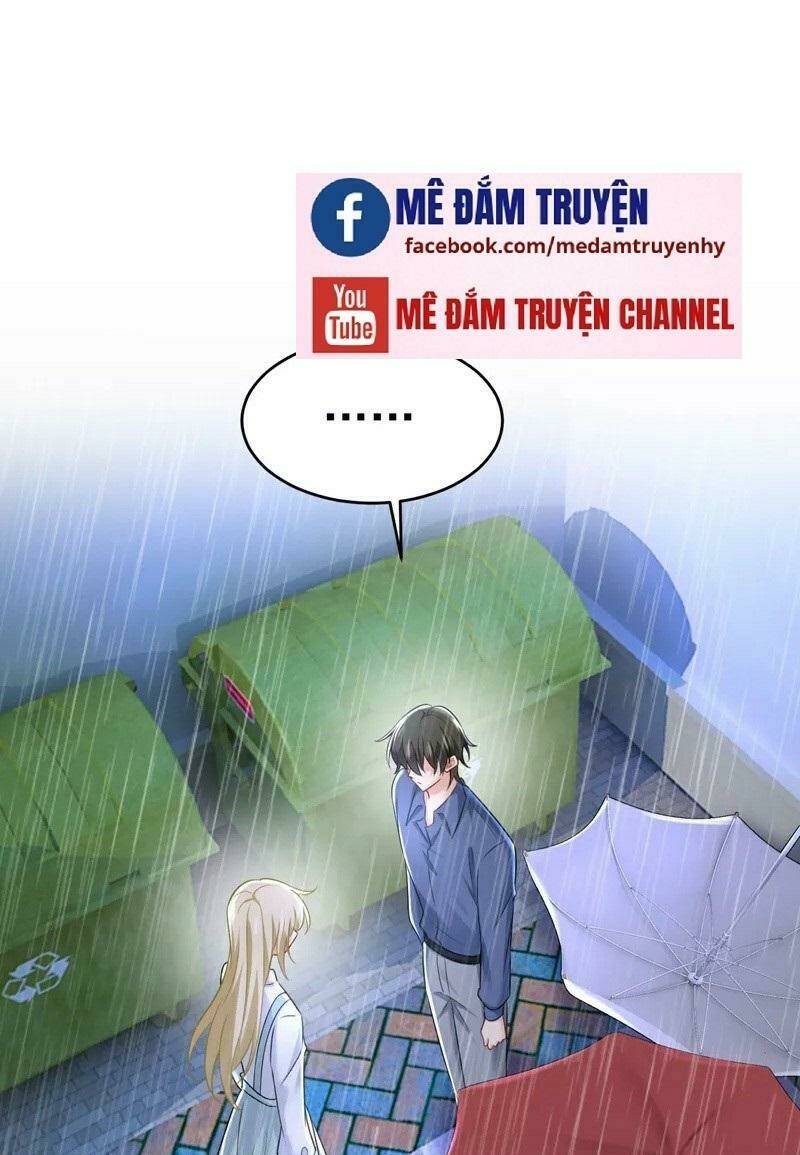 MÊ ĐẮM TRUYỆN
facebook.com/medamtruyenhy
You
Tube
MÊ ĐẮM TRUYỆN CHANNEL
......